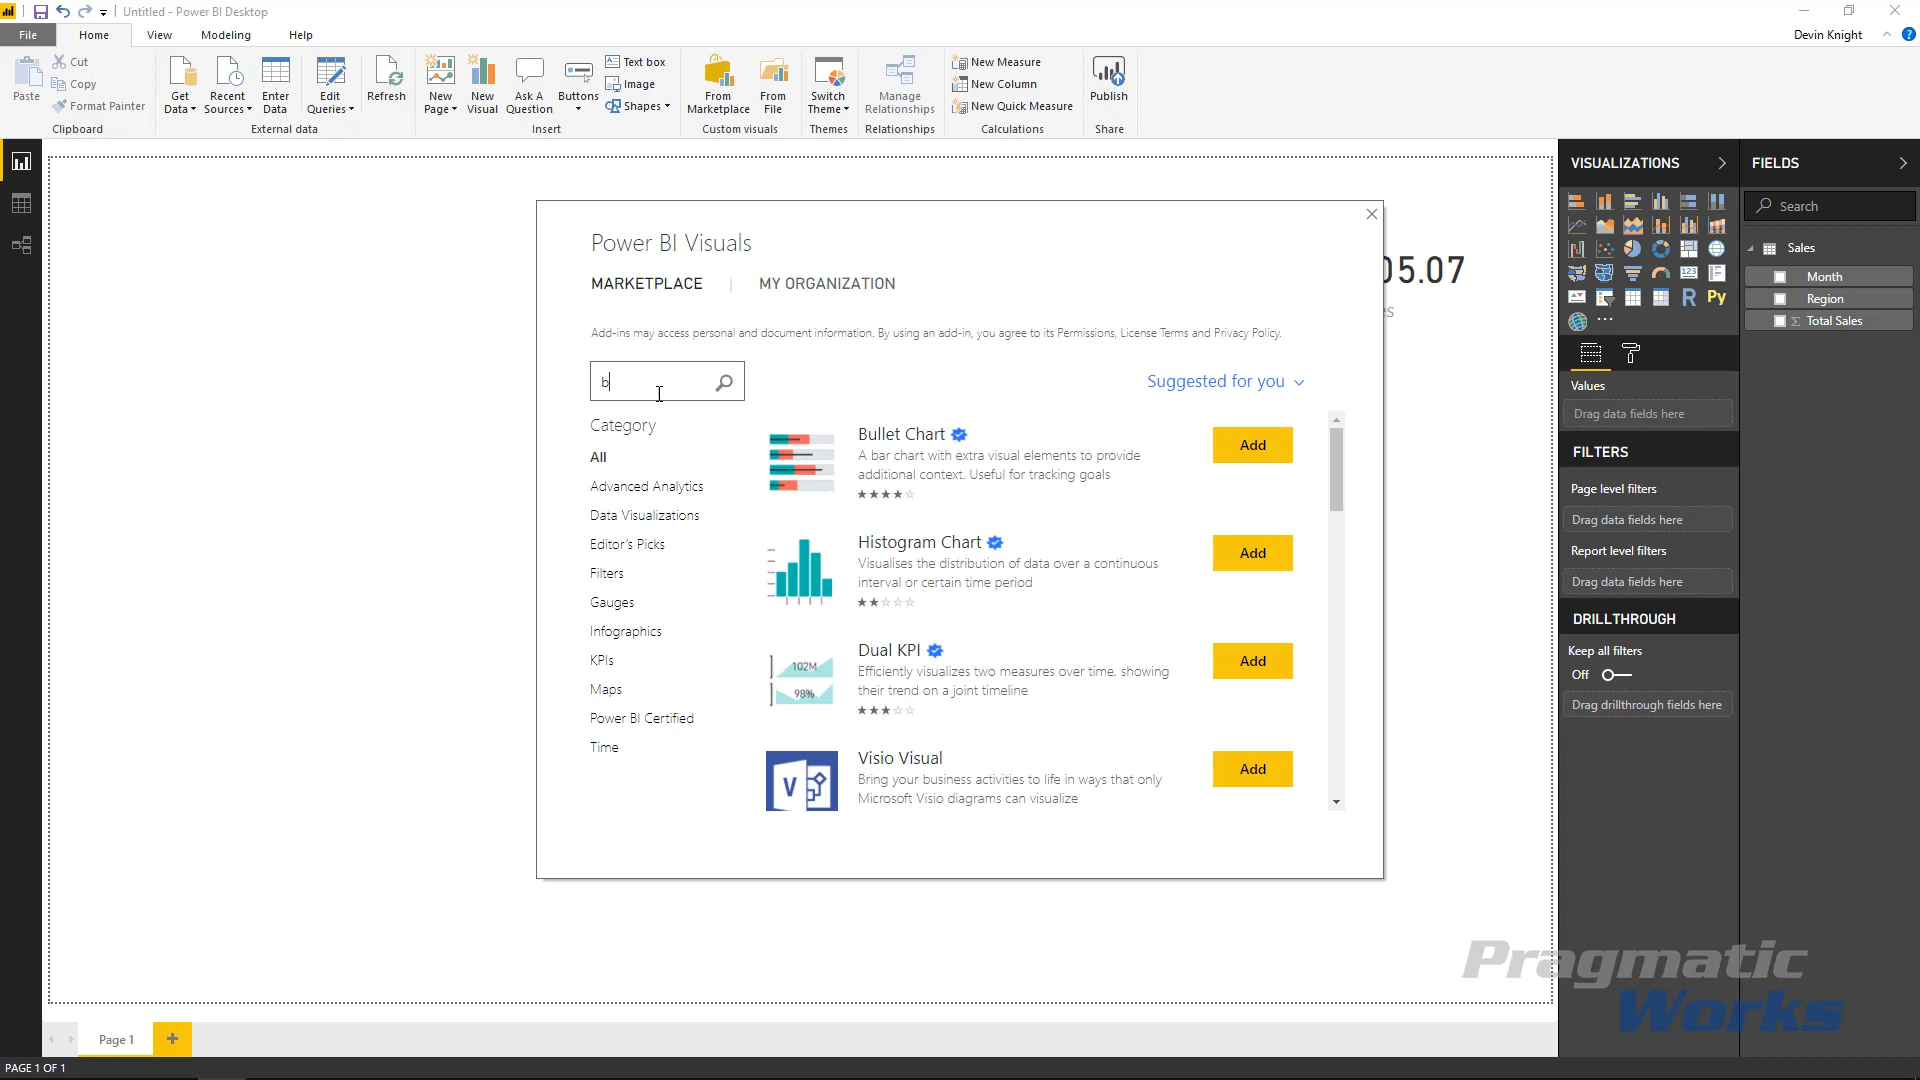 Untitled - Power BI Desktop
File
Home
View
Modeling
Help
Devin Knight
Paste
Cut
Copy
Format Painter
Clipboard
Get Data
Recent Sources
Enter Data
Edit Queries
Refresh
External data
New Page
New Visual
Ask A Question
Buttons
Text box
Image
Shapes
Insert
From Marketplace
From File
Custom visuals
Switch Theme
Themes
Manage Relationships
Relationships
New Measure
New Column
New Quick Measure
Calculations
Publish
Share
Power BI Visuals
MARKETPLACE | MY ORGANIZATION
Add-ins may access personal and document information. By using an add-in, you agree to its Permissions, License Terms and Privacy Policy.
b
Suggested for you
Category
All
Advanced Analytics
Data Visualizations
Editor's Picks
Filters
Gauges
Infographics
KPIs
Maps
Power BI Certified
Time
Bullet Chart
A bar chart with extra visual elements to provide
additional context. Useful for tracking goals
Add
Histogram Chart
Visualises the distribution of data over a continuous
interval or certain time period
Add
102M
98%
Dual KPI
Efficiently visualizes two measures over time, showing
their trend on a joint timeline
Add
V
Visio Visual
Bring your business activities to life in ways that only
Microsoft Visio diagrams can visualize
Add
05.07
es
VISUALIZATIONS
123
R
Py
Values
Drag data fields here
FILTERS
Page level filters
Drag data fields here
Report level filters
Drag data fields here
DRILLTHROUGH
Keep all filters
Off
Drag drillthrough fields here
FIELDS
Search
Sales
Month
Region
Σ Total Sales
Pragmatic
Works
Page 1
PAGE 1 OF 1